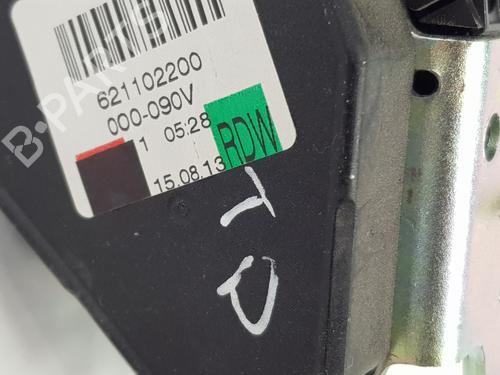 B-PARTS
621102200
000-090V
1 05:28
15.08.13
RDW
TD